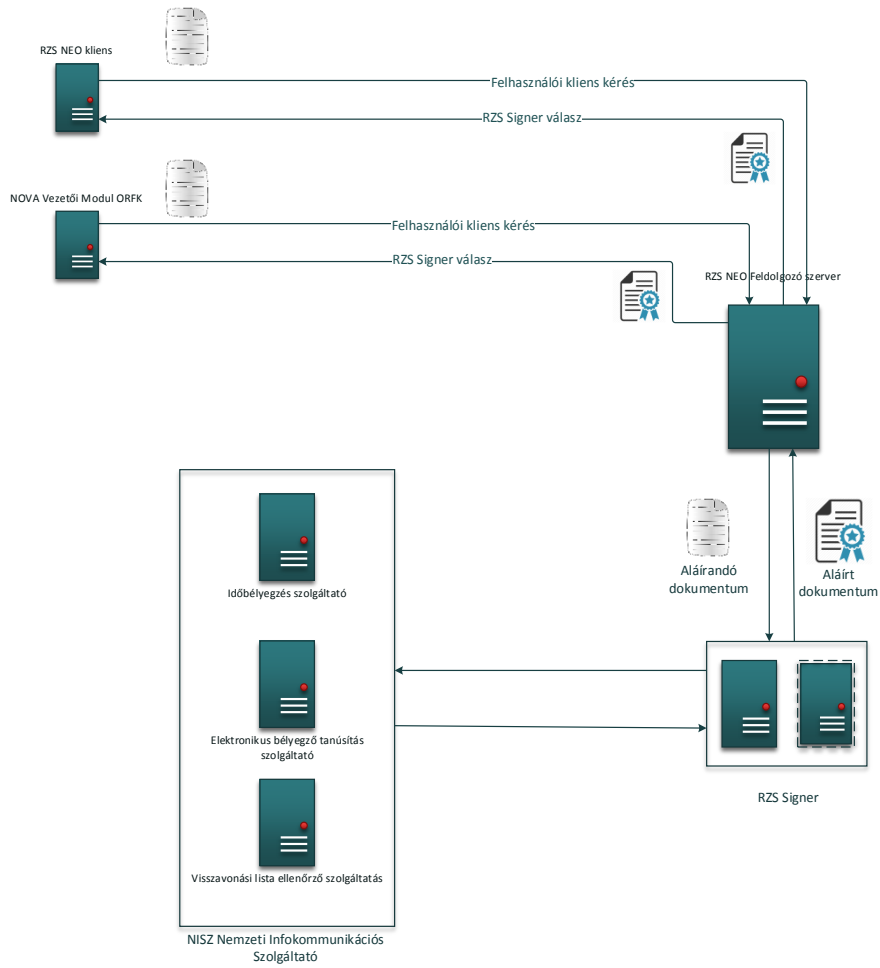 RZS NEO kliens
Felhasználói kliens kérés
RZS Signer válasz
NOVA Vezetői Modul ORFK
Felhasználói kliens kérés
RZS Signer válasz
RZS NEO Feldolgozó szerver
Aláírandó
dokumentum
Aláírt
dokumentum
Időbélyegzés szolgáltató
Elektronikus bélyegző tanúsítás
szolgáltató
Visszavonási lista ellenőrző szolgáltatás
RZS Signer
NISZ Nemzeti Infokommunikációs
Szolgáltató